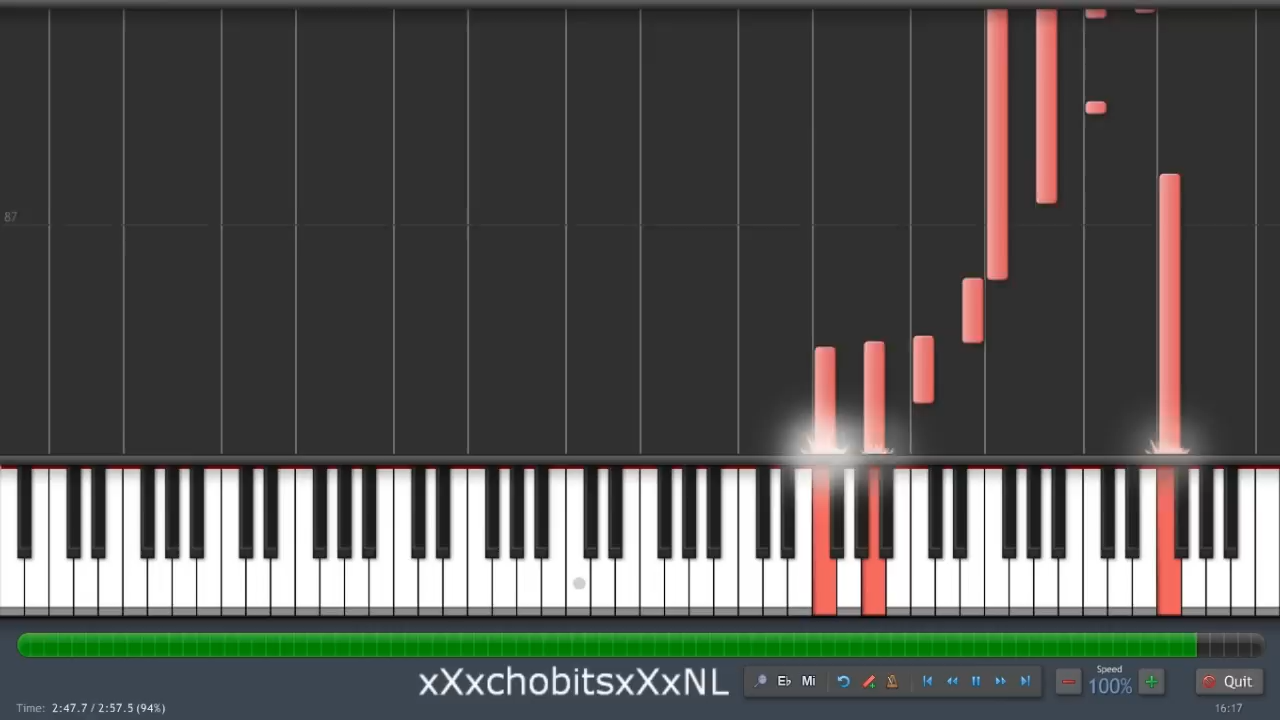 87
xXxchobitsxXxNL
E♭ Mi
Speed
100%
Quit
Time: 2:47.7 / 2:57.5 (94%)
16:17